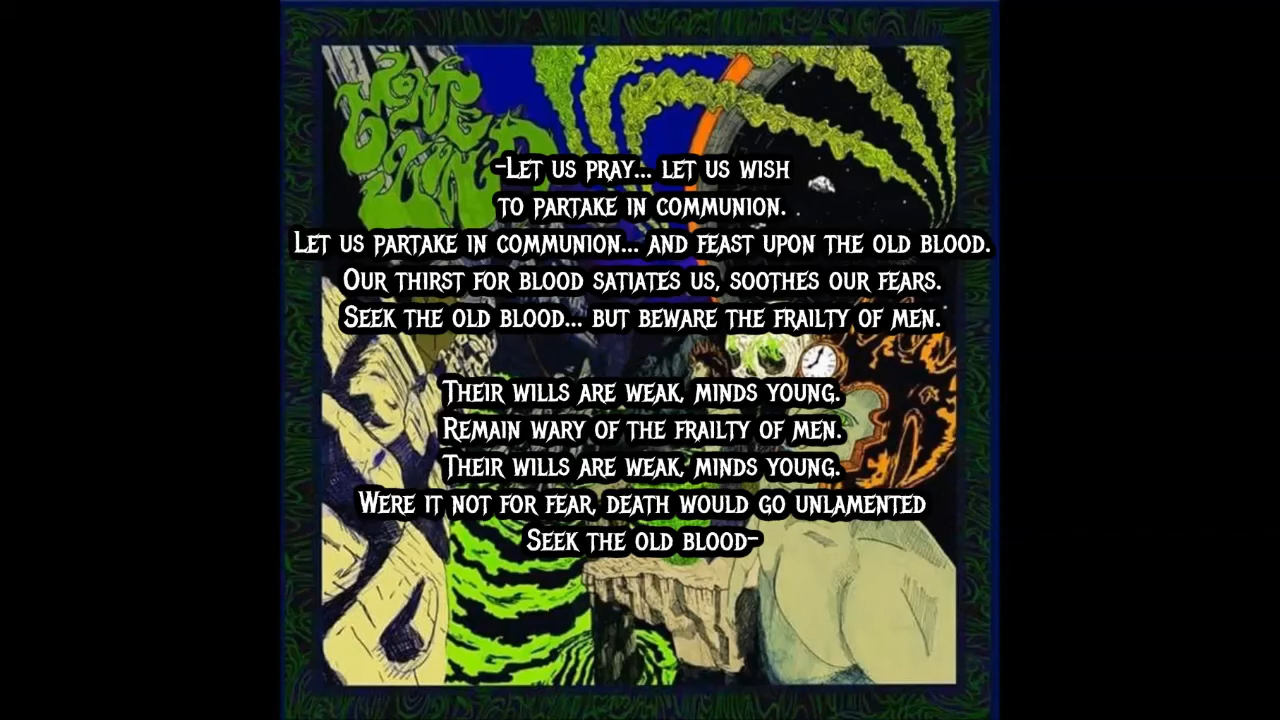 -Let us pray... let us wish
to partake in communion.
Let us partake in communion... and feast upon the old blood.
Our thirst for blood satiates us, soothes our fears.
Seek the old blood... but beware the frailty of men.
Their wills are weak, minds young.
Remain wary of the frailty of men.
Their wills are weak, minds young.
Were it not for fear, death would go unlamented
Seek the old blood-